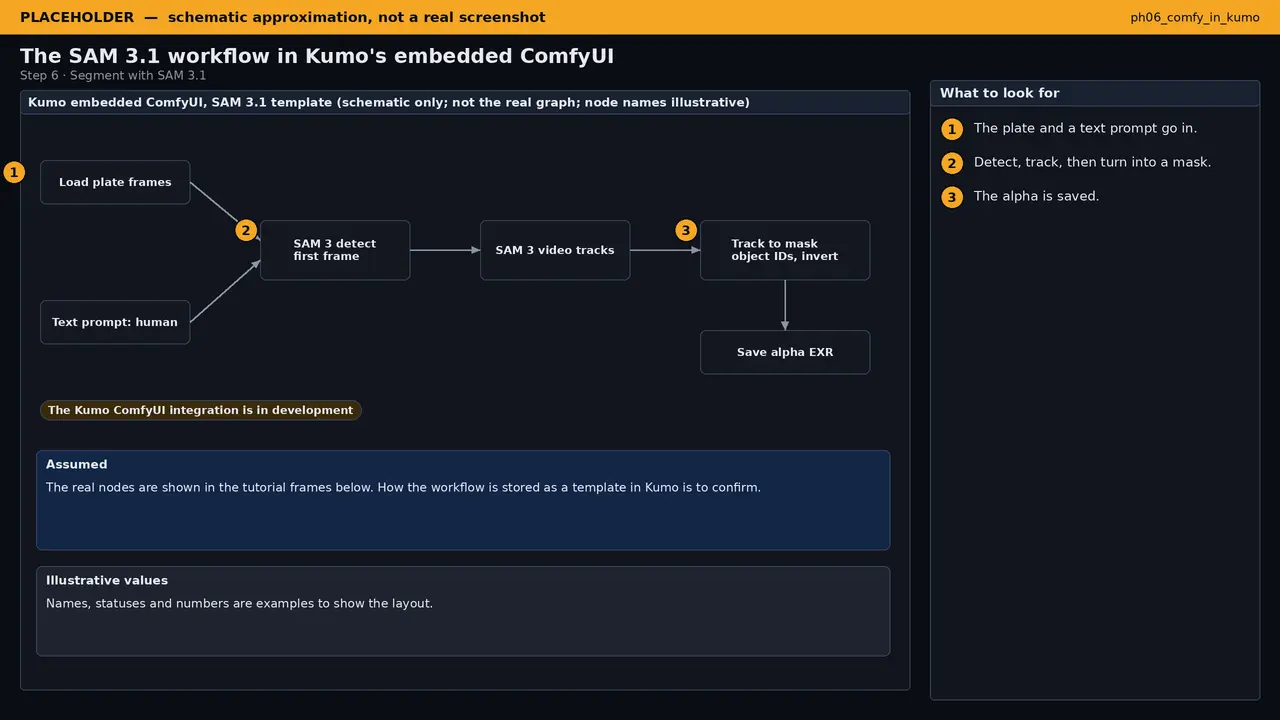 PLACEHOLDER — schematic approximation, not a real screenshot
ph06_comfy_in_kumo
The SAM 3.1 workflow in Kumo's embedded ComfyUI
Step 6 · Segment with SAM 3.1
Kumo embedded ComfyUI, SAM 3.1 template (schematic only; not the real graph; node names illustrative)
1
Load plate frames
Text prompt: human
2
SAM 3 detect
first frame
SAM 3 video tracks
3
Track to mask
object IDs, invert
Save alpha EXR
The Kumo ComfyUI integration is in development
Assumed
The real nodes are shown in the tutorial frames below. How the workflow is stored as a template in Kumo is to confirm.
Illustrative values
Names, statuses and numbers are examples to show the layout.
What to look for
1 The plate and a text prompt go in.
2 Detect, track, then turn into a mask.
3 The alpha is saved.